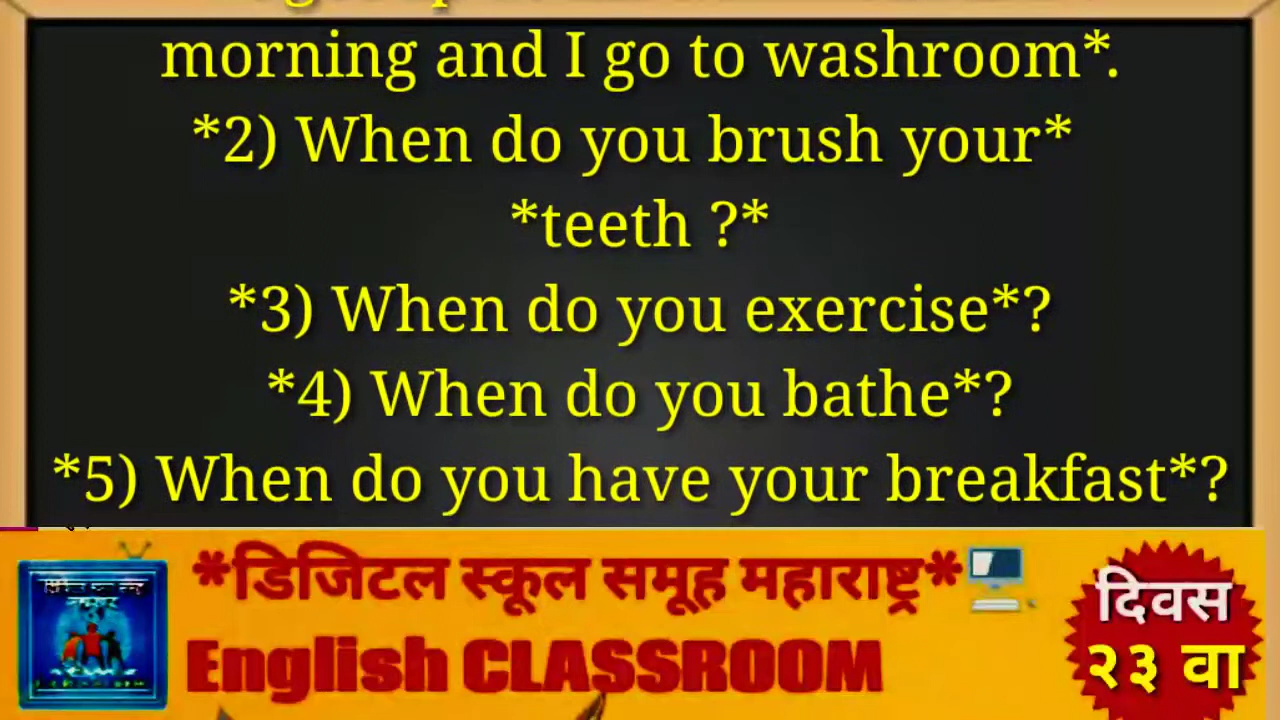 morning and I go to washroom*.
*2) When do you brush your*
*teeth ?*
*3) When do you exercise*?
*4) When do you bathe*?
*5) When do you have your breakfast*?
*डिजिटल स्कूल समूह महाराष्ट्र*
English CLASSROOM
दिवस
२३ वा